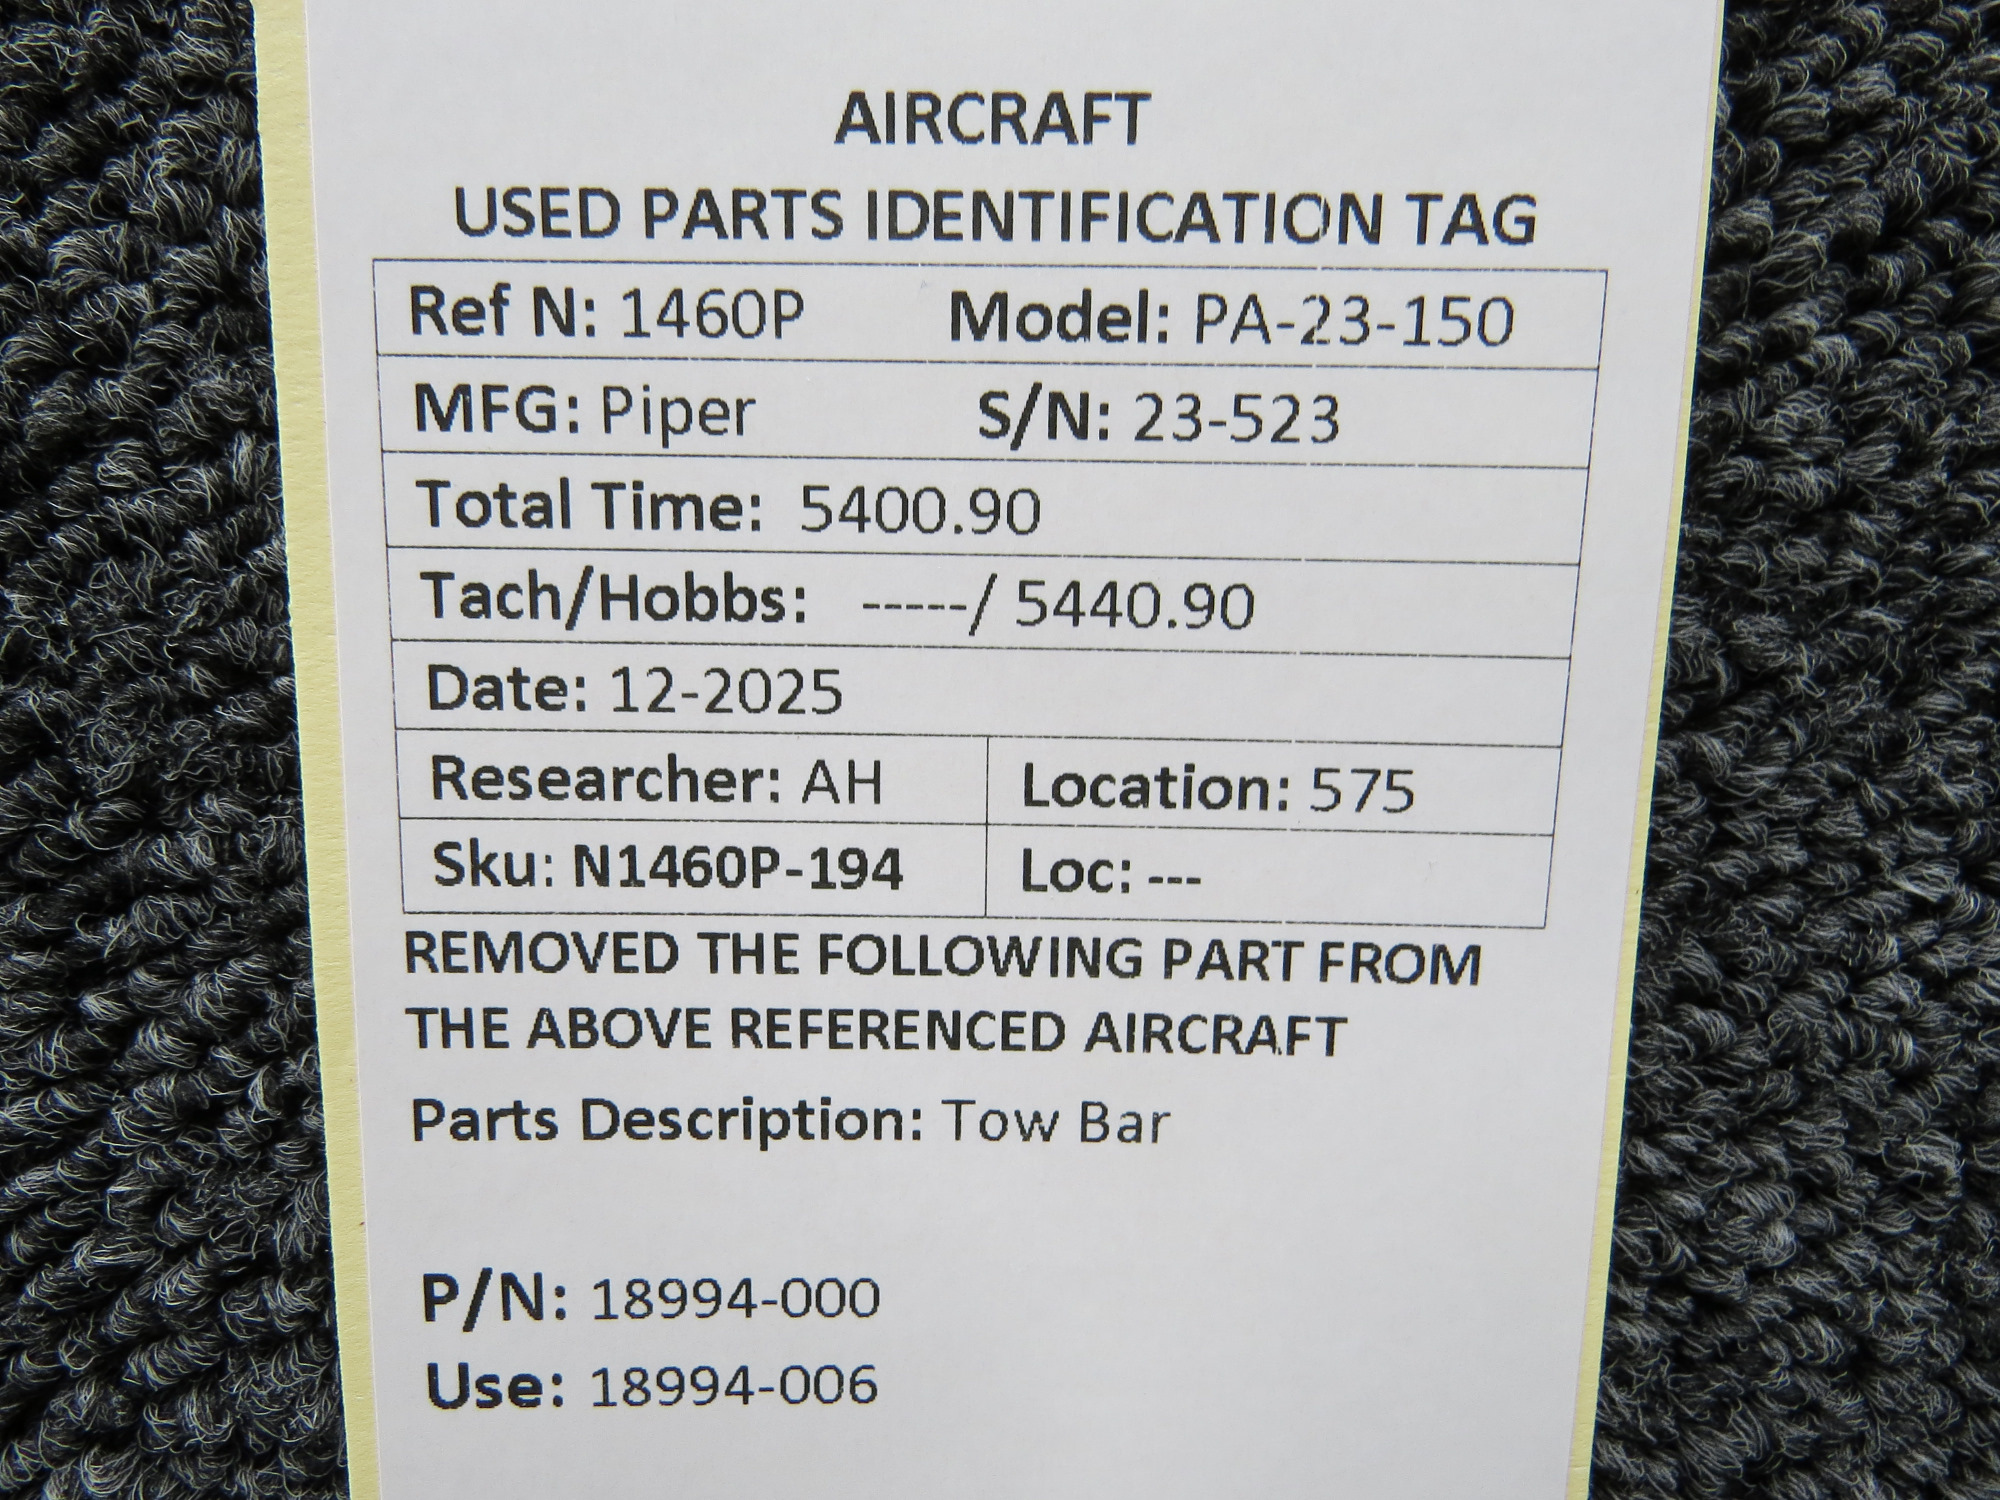 AIRCRAFT
USED PARTS IDENTIFICATION TAG
Ref N: 1460P Model: PA-23-150
MFG: Piper S/N: 23-523
Total Time: 5400.90
Tach/Hobbs: -----/ 5440.90
Date: 12-2025
Researcher: AH Location: 575
Sku: N1460P-194 Loc: ---
REMOVED THE FOLLOWING PART FROM
THE ABOVE REFERENCED AIRCRAFT
Parts Description: Tow Bar
P/N: 18994-000
Use: 18994-006